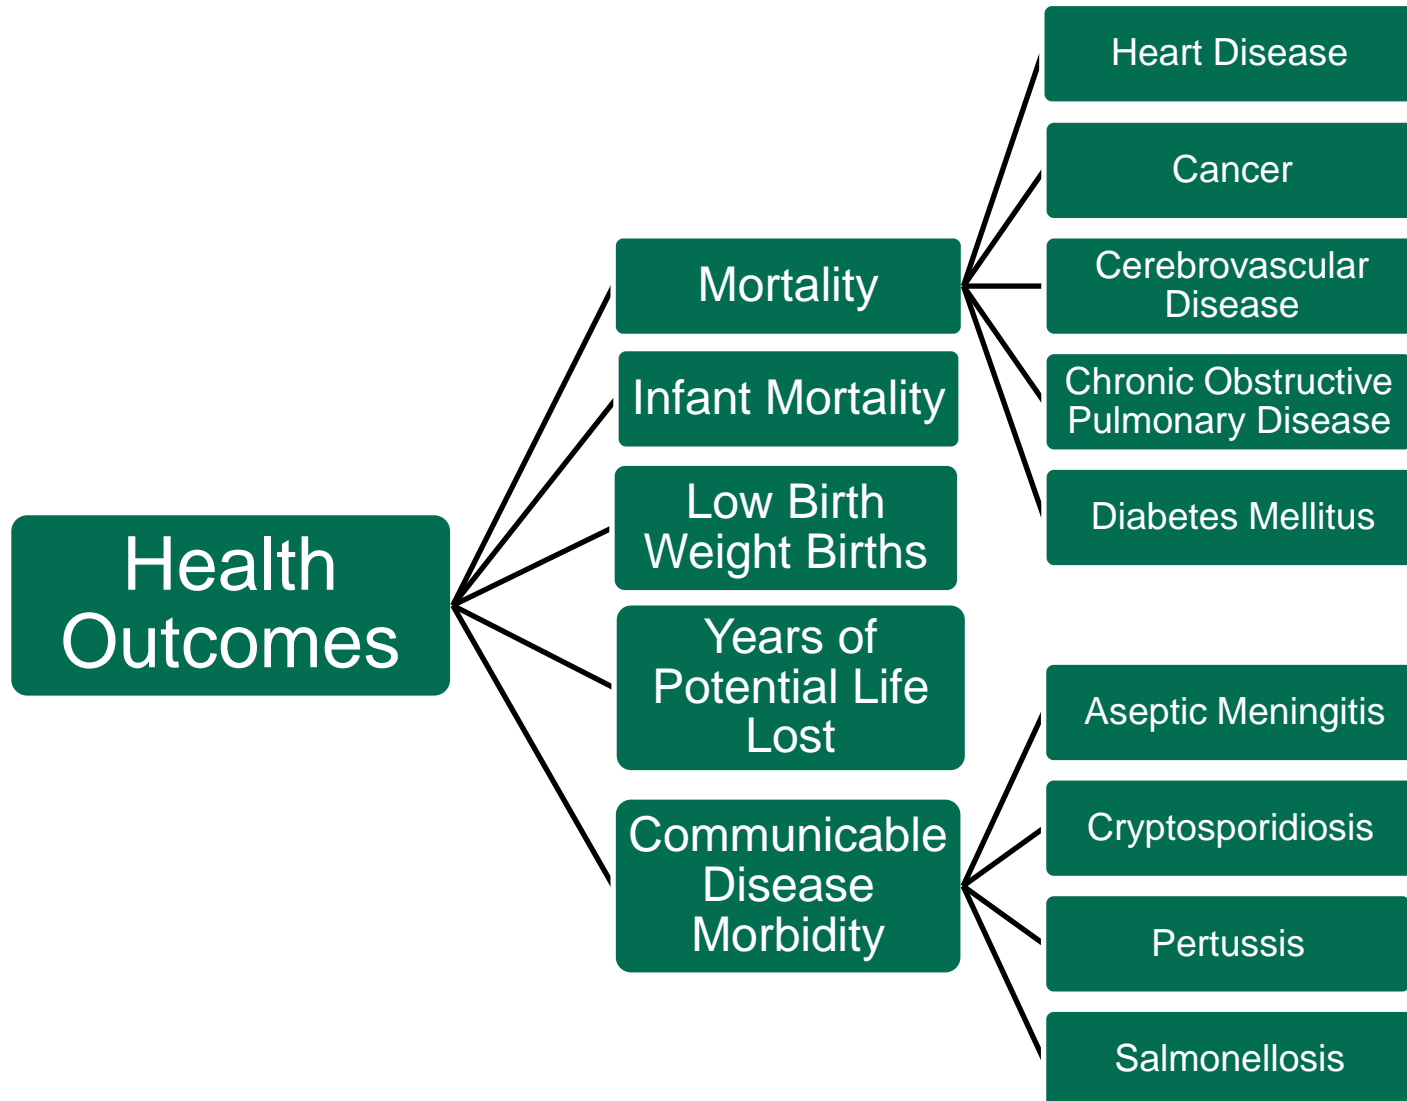 Health
Outcomes
Mortality
Infant Mortality
Low Birth
Weight Births
Years of
Potential Life
Lost
Communicable
Disease
Morbidity
Heart Disease
Cancer
Cerebrovascular
Disease
Chronic Obstructive
Pulmonary Disease
Diabetes Mellitus
Aseptic Meningitis
Cryptosporidiosis
Pertussis
Salmonellosis